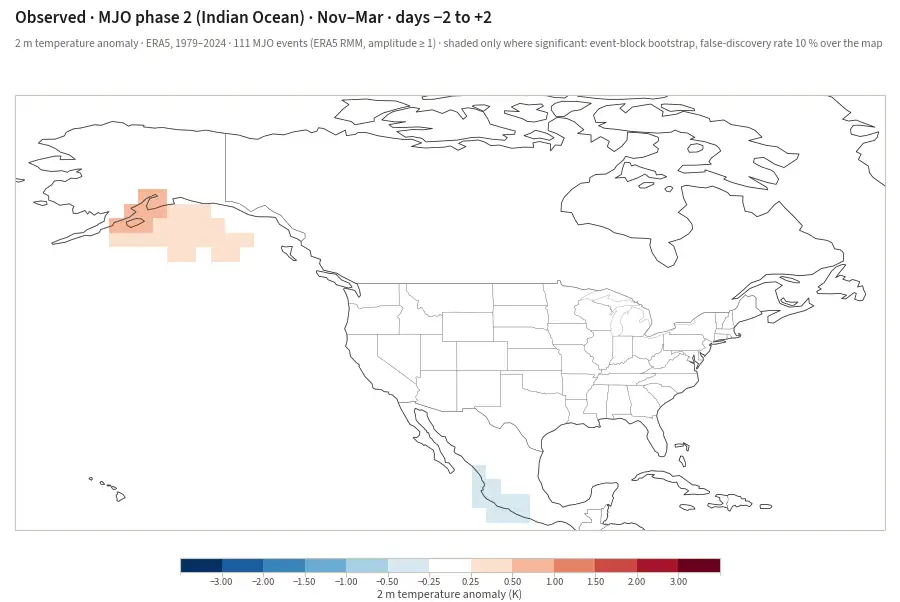 Observed · MJO phase 2 (Indian Ocean) · Nov–Mar · days −2 to +2
2 m temperature anomaly · ERA5, 1979–2024 · 111 MJO events (ERA5 RMM, amplitude ≥ 1) · shaded only where significant: event-block bootstrap, false-discovery rate 10 % over the map
−3.00 −2.00 −1.50 −1.00 −0.50 −0.25 0.25 0.50 1.00 1.50 2.00 3.00
2 m temperature anomaly (K)